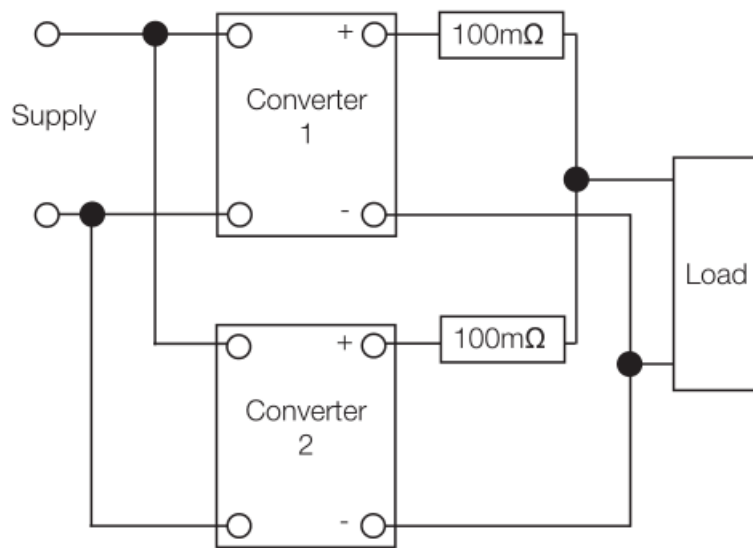 +
100mΩ
Converter
1
Supply
-
Load
+
100mΩ
Converter
2
-